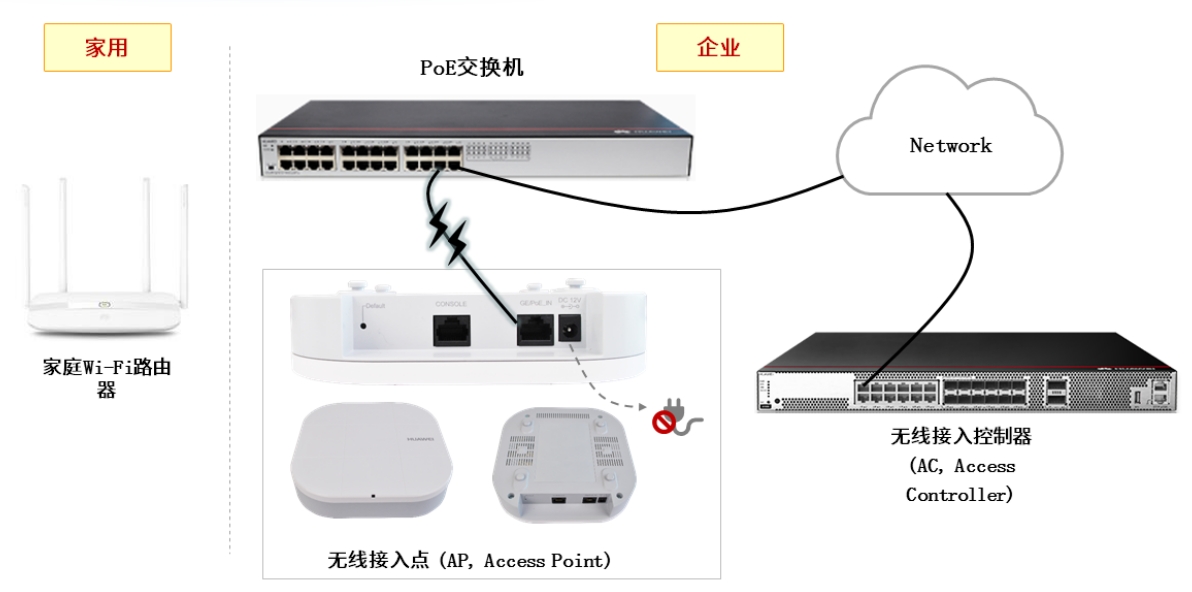 家用
企业
PoE交换机
Network
Default
CONSOLE
GE/PoE_IN
DC 12V
HUAWEI
家庭Wi-Fi路由
器
无线接入控制器
(AC, Access
Controller)
无线接入点 (AP, Access Point)